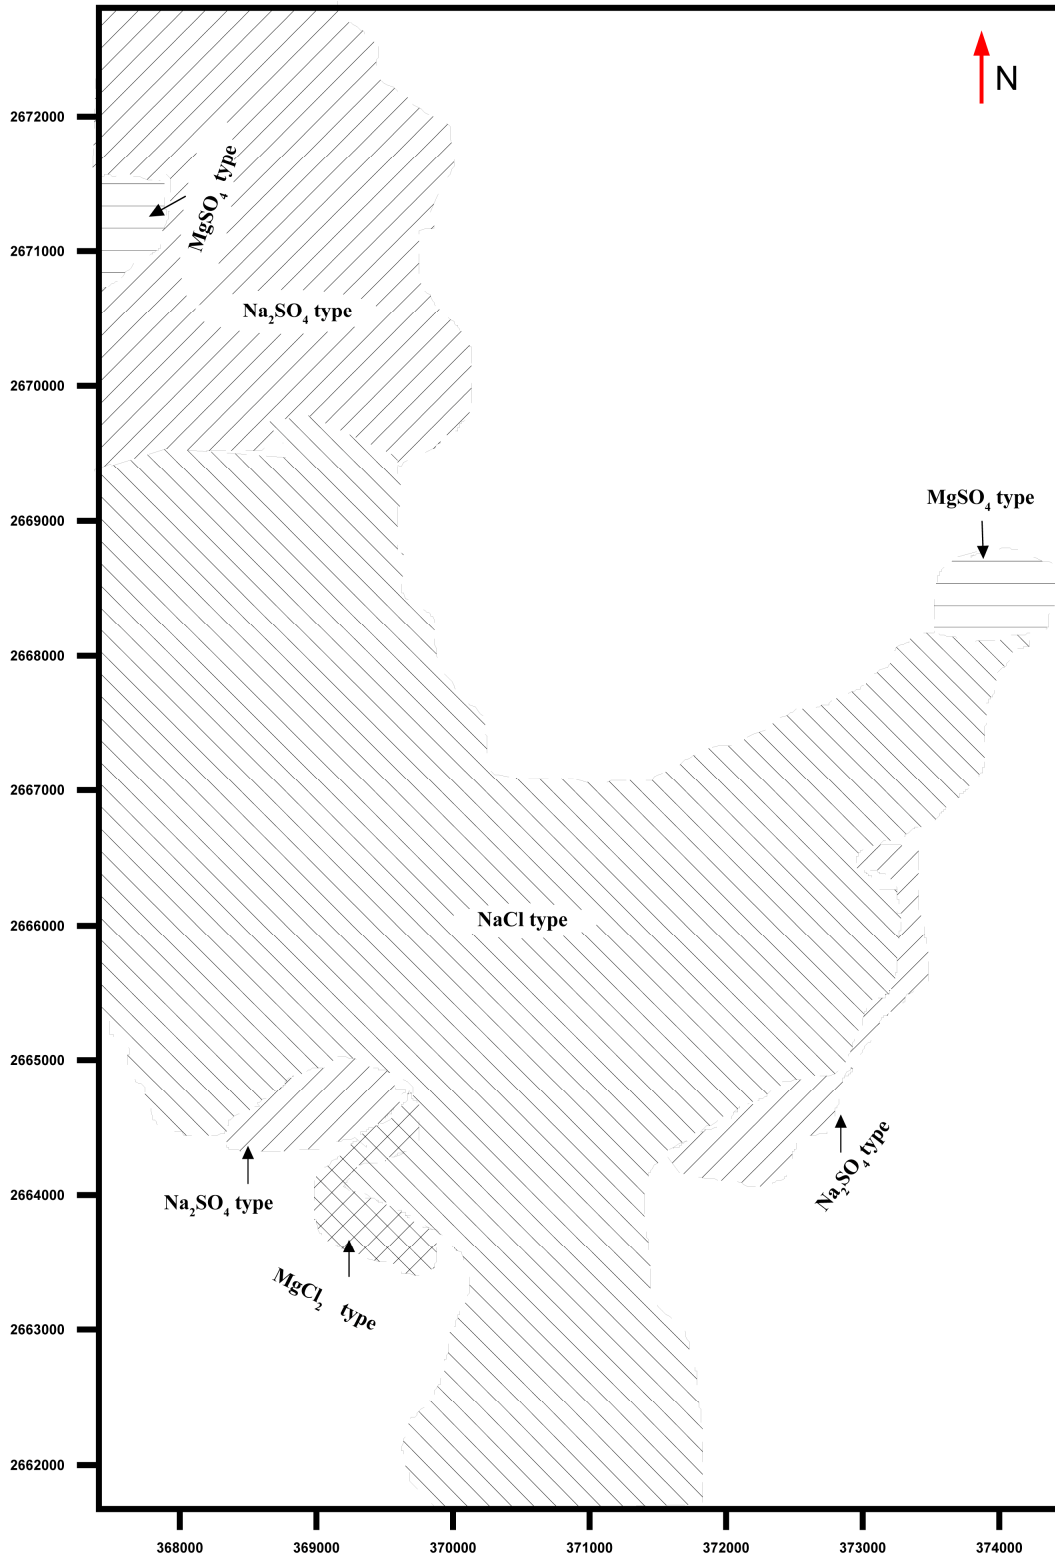 N
2672000
MgSO₄ type
2671000
Na₂SO₄ type
2670000
MgSO₄ type
2669000
2668000
2667000
NaCl type
2666000
2665000
Na₂SO₄ type
2664000
Na₂SO₄ type
MgCl₂ type
2663000
2662000
368000 369000 370000 371000 372000 373000 374000